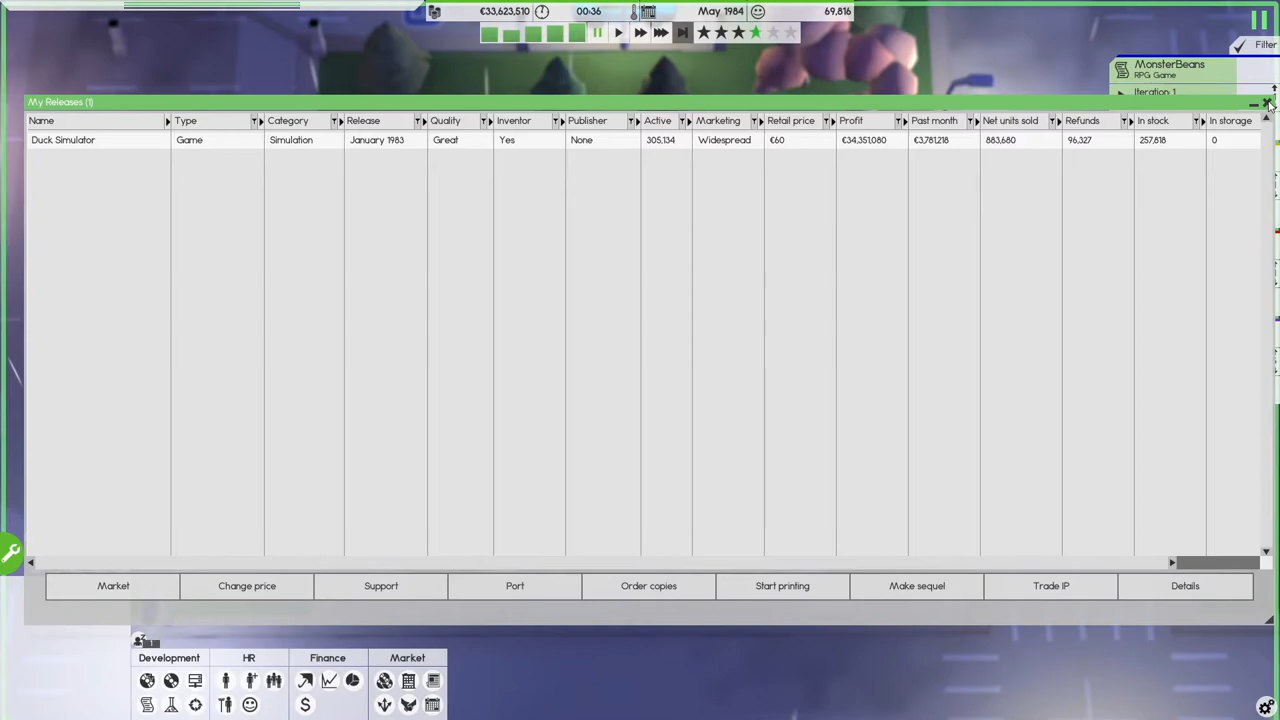 €33,623,510 00:36 May 1984 69,816
Filter
MonsterBeans
RPG Game
Iteration: 1
My Releases (1)
Name Type Category Release Quality Inventor Publisher Active Marketing Retail price Profit Past month Net units sold Refunds In stock In storage
Duck Simulator Game Simulation January 1983 Great Yes None 305,134 Widespread €60 €34,351,080 €3,781,218 883,680 96,327 257,818 0
Market Change price Support Port Order copies Start printing Make sequel Trade IP Details
Development HR Finance Market